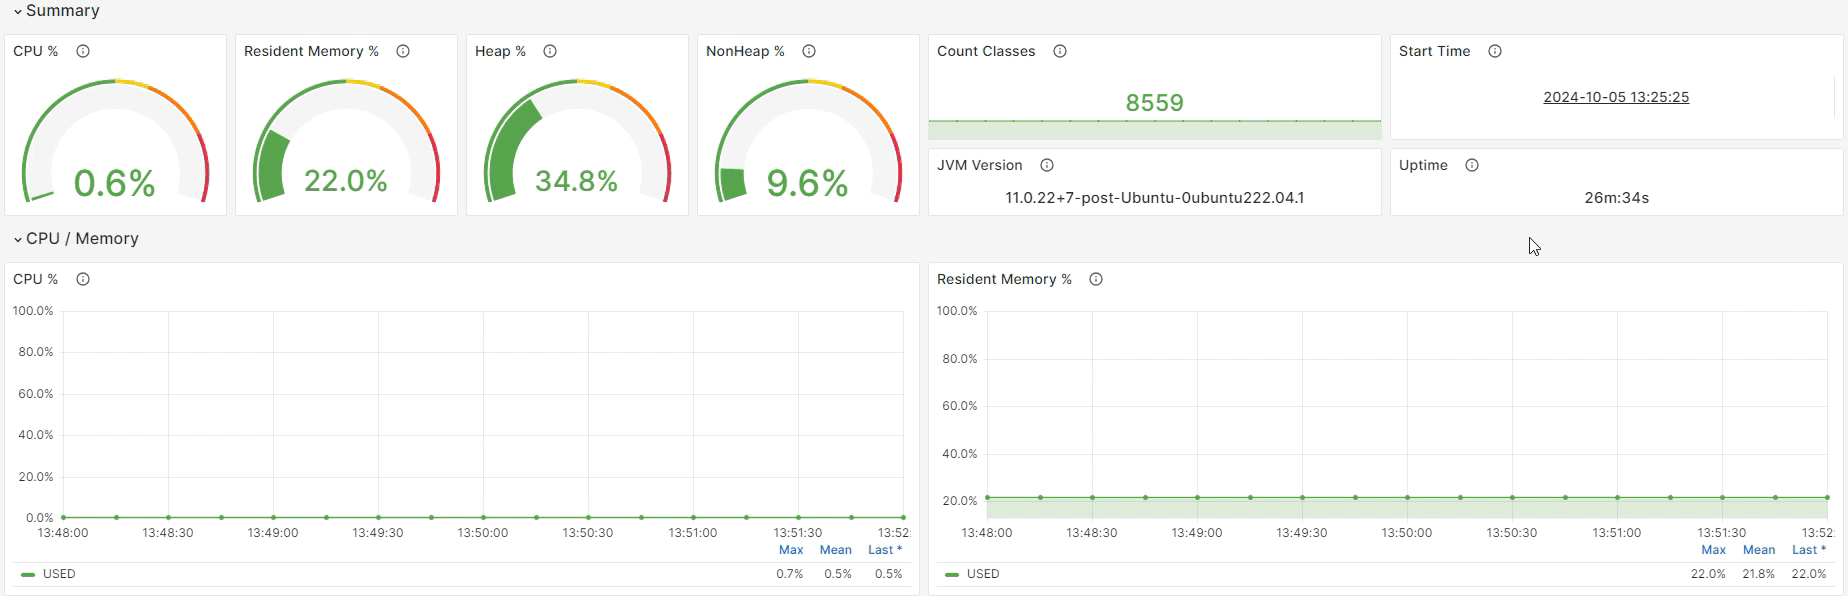 Summary
CPU %
Resident Memory %
Heap %
NonHeap %
Count Classes
Start Time
0.6%
22.0%
34.8%
9.6%
8559
2024-10-05 13:25:25
JVM Version
Uptime
11.0.22+7-post-Ubuntu-0ubuntu222.04.1
26m:34s
CPU / Memory
CPU %
100.0%
80.0%
60.0%
40.0%
20.0%
0.0%
13:48:00 13:48:30 13:49:00 13:49:30 13:50:00 13:50:30 13:51:00 13:51:30 13:52:
Max Mean Last *
USED 0.7% 0.5% 0.5%
Resident Memory %
100.0%
80.0%
60.0%
40.0%
20.0%
13:48:00 13:48:30 13:49:00 13:49:30 13:50:00 13:50:30 13:51:00 13:51:30 13:52:
Max Mean Last *
USED 22.0% 21.8% 22.0%